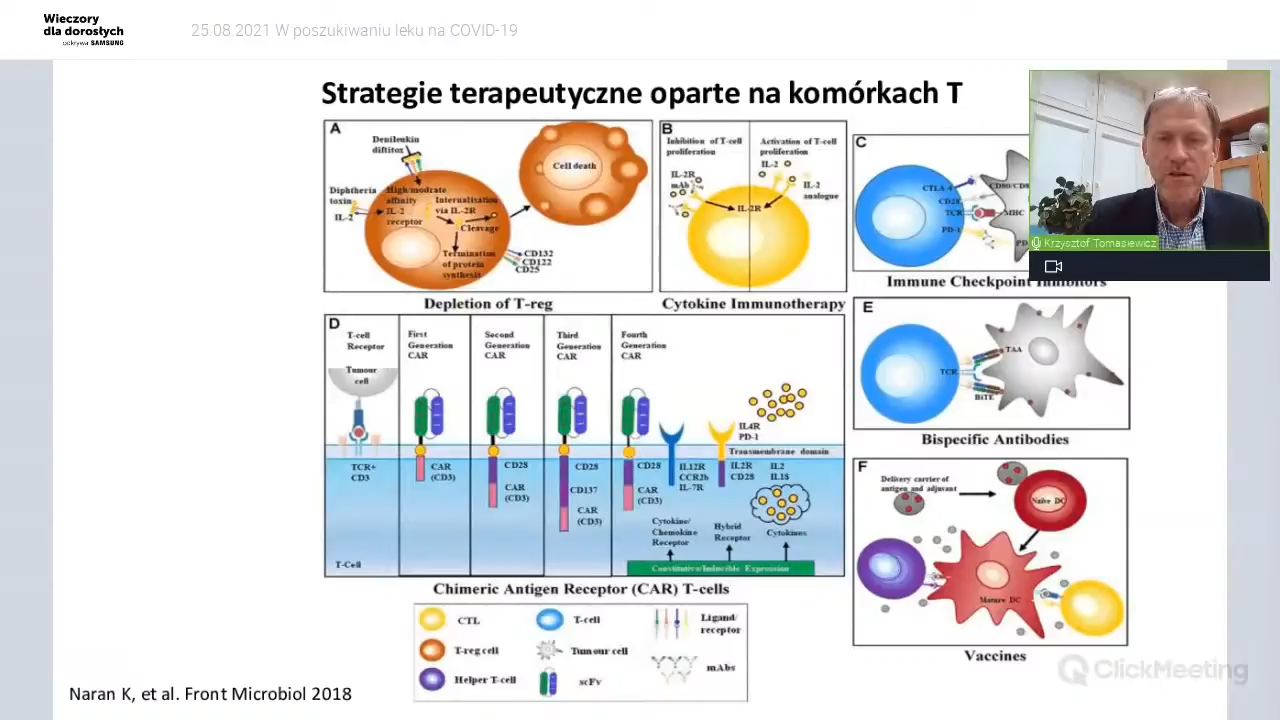 Wieczory
dla dorosłych
odkrywa SAMSUNG
25.08.2021 W poszukiwaniu leku na COVID-19
Strategie terapeutyczne oparte na komórkach T
A
Denileukin
diftitox
Diphtheria
toxin
IL-2
High/modrate
affinity
IL-2
receptor
Internalisation
via IL-2R
Cleavage
Termination
of protein
synthesis
CD132
CD122
CD25
Cell death
Depletion of T-reg
B
Inhibition of T-cell
proliferation
Activation of T-cell
proliferation
IL-2R
mAb
IL-2
IL-2
analogue
IL-2R
Cytokine Immunotherapy
C
CTLA-4
CD28
TCR
PD-1
CD80/CD8
MHC
PD
Immune Checkpoint Inhibitors
Krzysztof Tomasiewicz
D
T-cell
Receptor
Tumour
cell
TCR+
CD3
T-Cell
First
Generation
CAR
CAR
(CD3)
Second
Generation
CAR
CD28
CAR
(CD3)
Third
Generation
CAR
CD28
CD137
CAR
(CD3)
Fourth
Generation
CAR
CD28
CAR
(CD3)
IL12R
CCR2b
IL-7R
IL4R
PD-1
Transmembrane domain
IL2R
CD28
IL2
IL18
Cytokine/
Chemokine
Receptor
Hybrid
Receptor
Cytokines
Constitutive/Inducible Expression
Chimeric Antigen Receptor (CAR) T-cells
E
TCR
TAA
BiTE
Bispecific Antibodies
F
Delivery carrier of
antigen and adjuvant
Naïve DC
Mature DC
Vaccines
CTL
T-cell
Ligand/
receptor
T-reg cell
Tumour cell
mAbs
Helper T-cell
scFv
Naran K, et al. Front Microbiol 2018
ClickMeeting